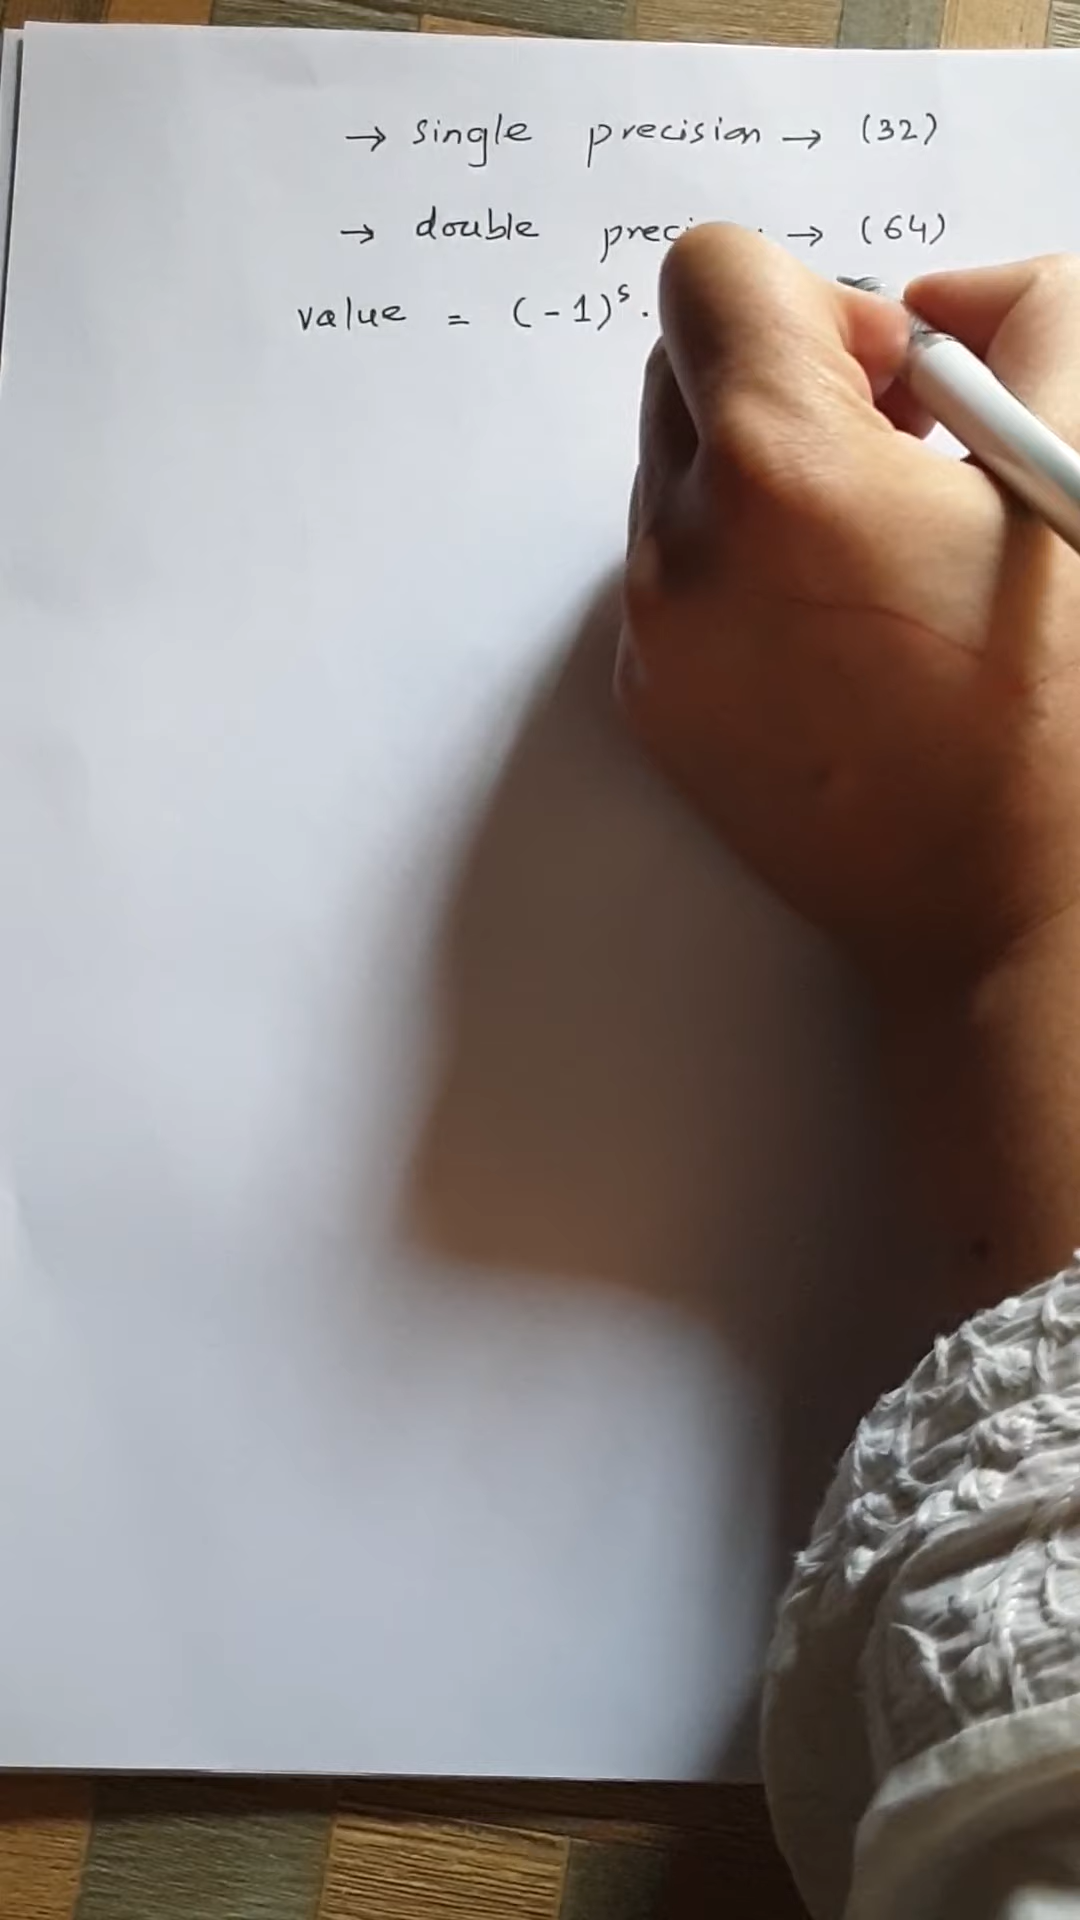 → single precision → (32)
→ double → (64)
value = (-1)ˢ.